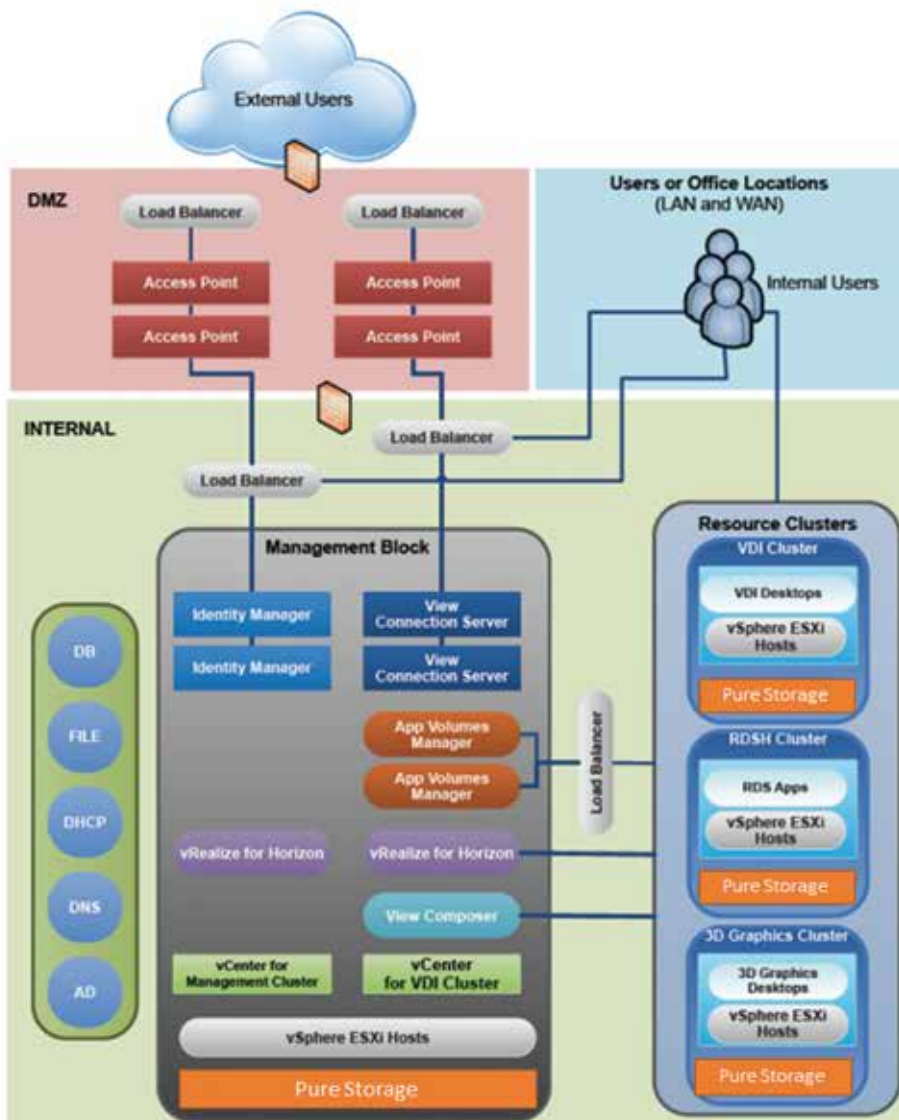 External Users
DMZ
Load Balancer
Load Balancer
Access Point
Access Point
Access Point
Access Point
Users or Office Locations
(LAN and WAN)
Internal Users
INTERNAL
Load Balancer
Load Balancer
Management Block
Identity Manager
View
Connection Server
Identity Manager
View
Connection Server
App Volumes
Manager
App Volumes
Manager
Load Balancer
vRealize for Horizon
vRealize for Horizon
View Composer
vCenter for
Management Cluster
vCenter
for VDI Cluster
vSphere ESXi Hosts
Pure Storage
DB
FILE
DHCP
DNS
AD
Resource Clusters
VDI Cluster
VDI Desktops
vSphere ESXi
Hosts
Pure Storage
RDSH Cluster
RDS Apps
vSphere ESXi
Hosts
Pure Storage
3D Graphics Cluster
3D Graphics
Desktops
vSphere ESXi
Hosts
Pure Storage